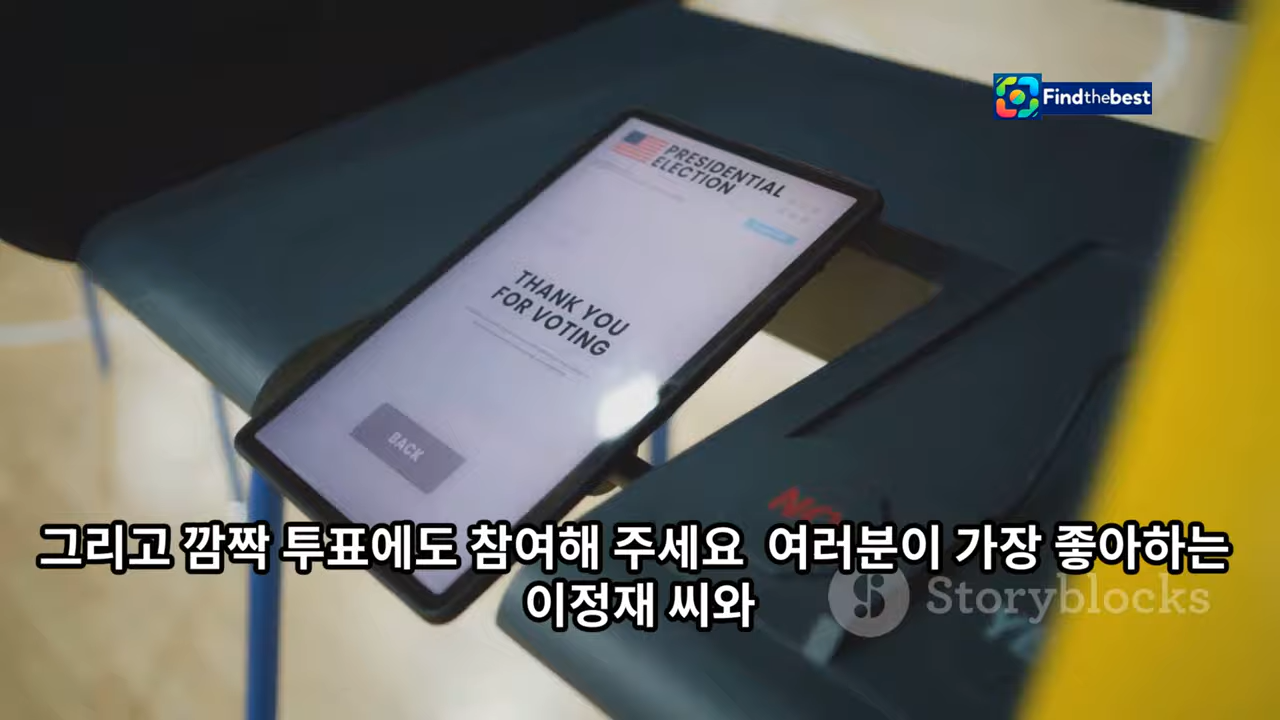 Findthebest
PRESIDENTIAL
ELECTION
THANK YOU
FOR VOTING
BACK
그리고 깜짝 투표에도 참여해 주세요 여러분이 가장 좋아하는
이정재 씨와
Storyblocks